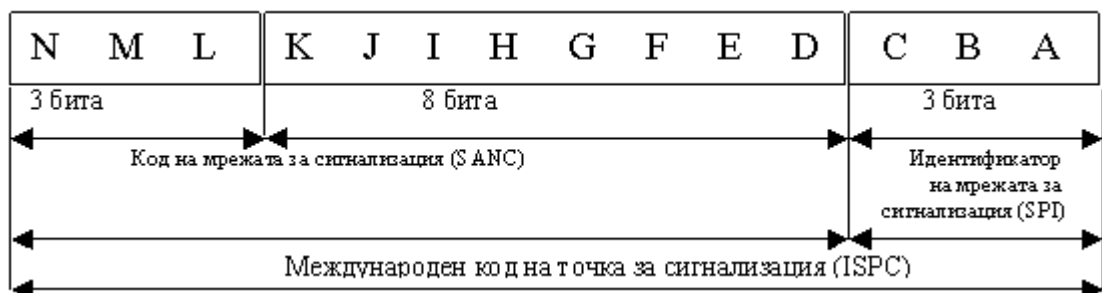 N M L K J I H G F E D C B A
3 бита 8 бита 3 бита
Код на мрежата за сигнализация (SANC)
Идентификатор
на мрежата за
сигнализация (SPI)
Международен код на точка за сигнализация (ISPC)